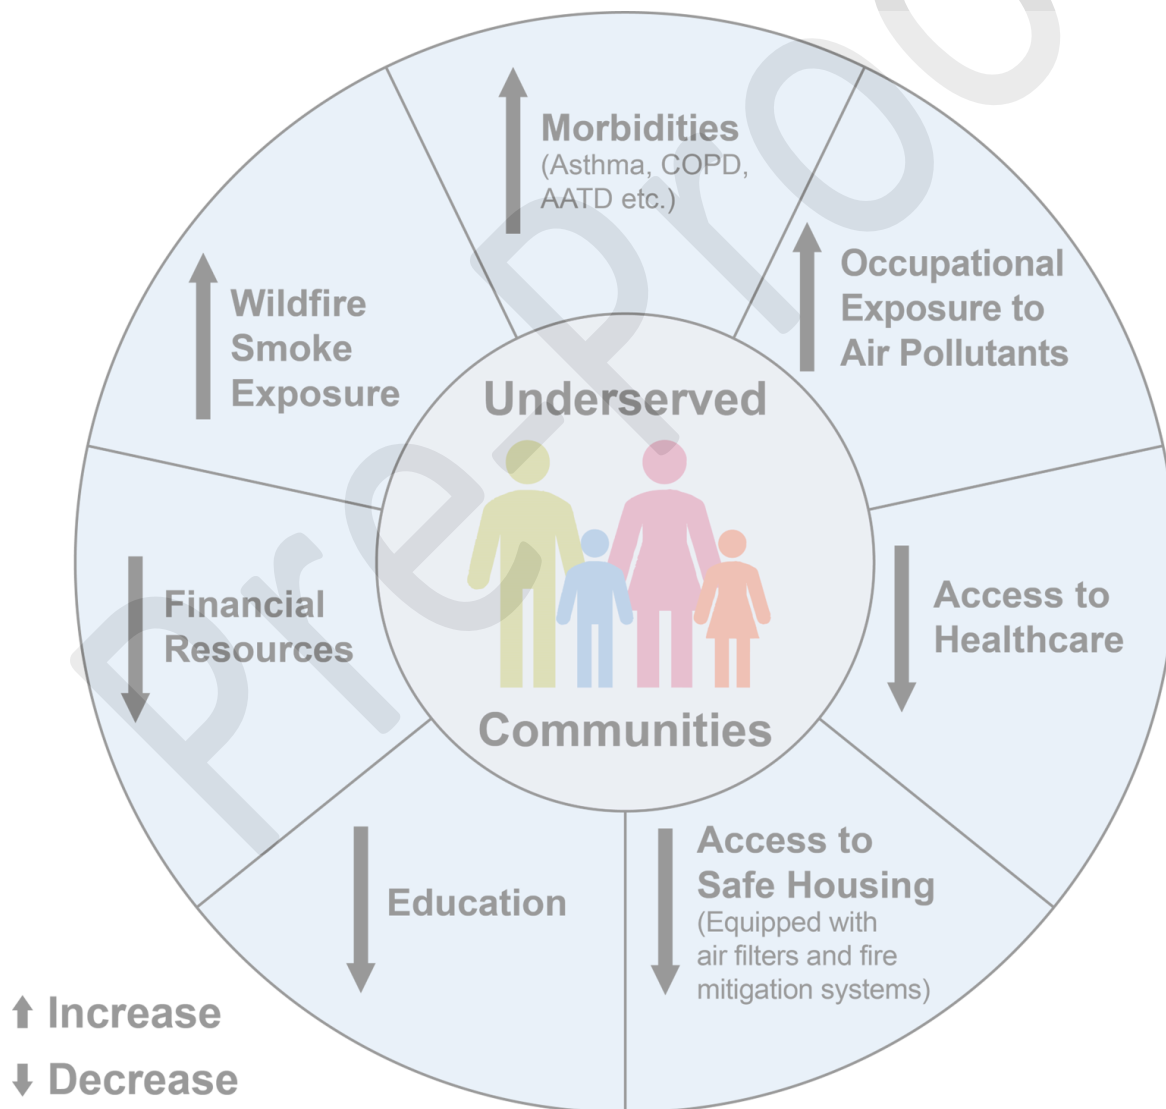 Morbidities
(Asthma, COPD,
AATD etc.)
Occupational
Exposure to
Air Pollutants
Wildfire
Smoke
Exposure
Underserved
Communities
Financial
Resources
Access to
Healthcare
Education
Access to
Safe Housing
(Equipped with
air filters and fire
mitigation systems)
Increase
Decrease
Pre-Proo